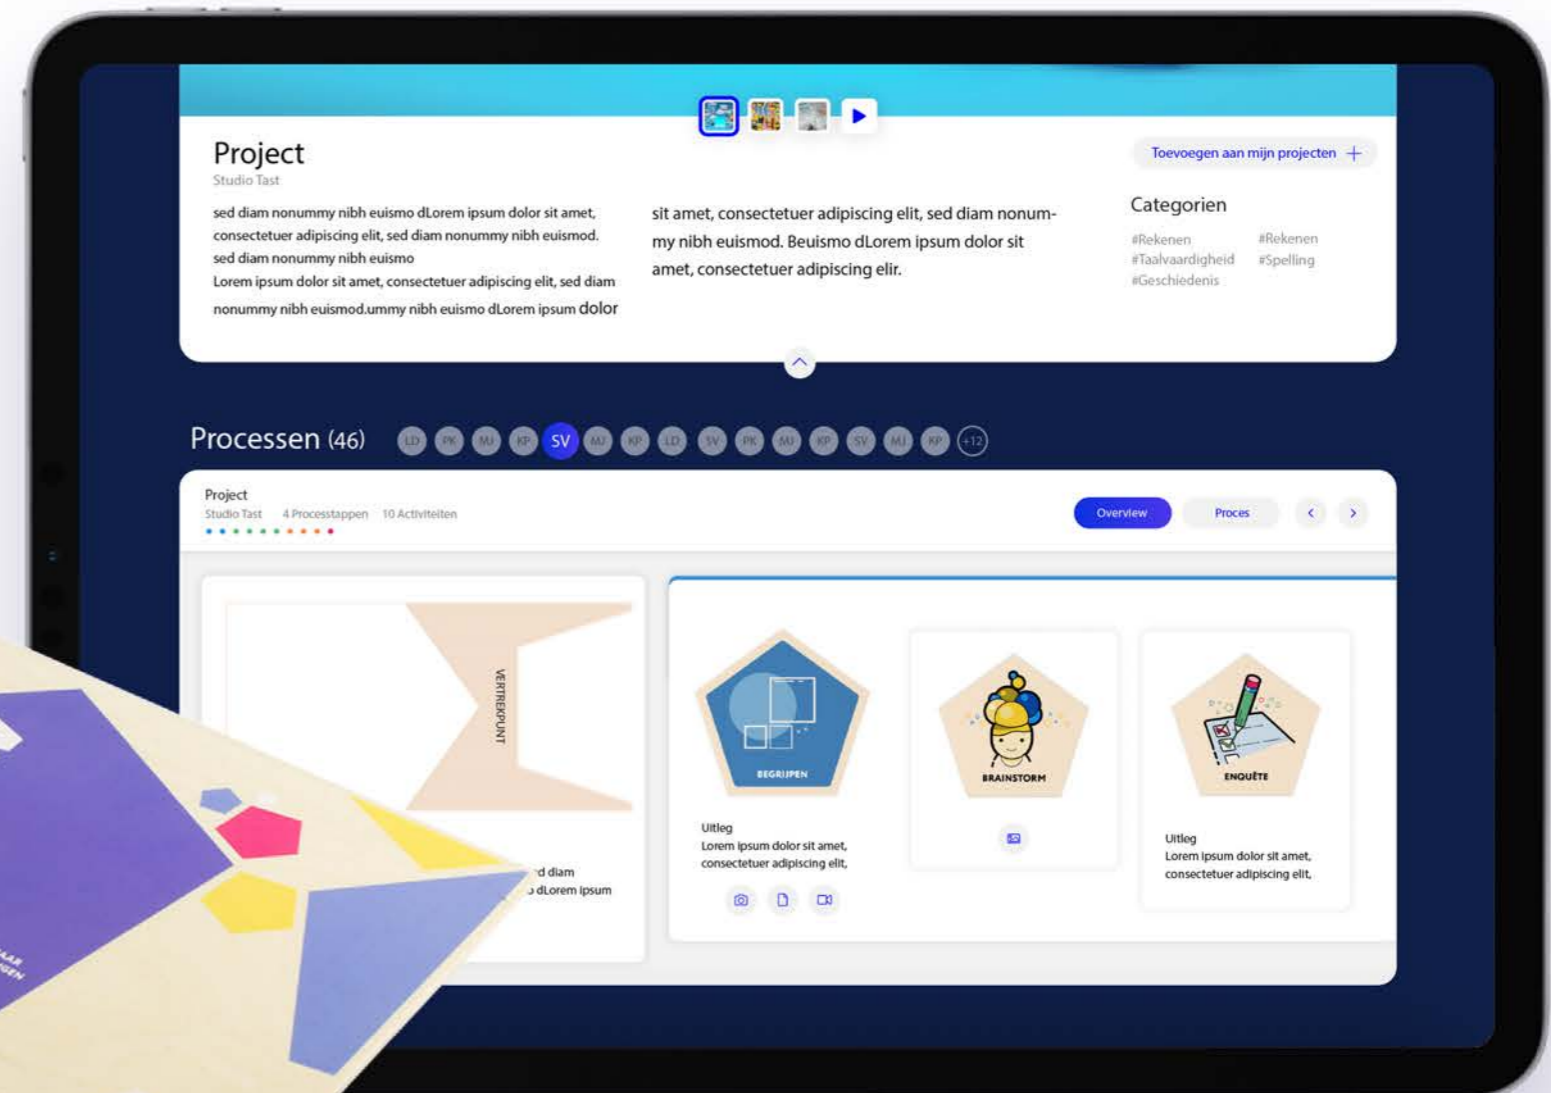 Project
Studio Tast
sed diam nonummy nibh euismo dLorem ipsum dolor sit amet,
consectetuer adipiscing elit, sed diam nonummy nibh euismod.
sed diam nonummy nibh euismo
Lorem ipsum dolor sit amet, consectetuer adipiscing elit, sed diam
nonummy nibh euismod.ummy nibh euismo dLorem ipsum dolor
sit amet, consectetuer adipiscing elit, sed diam nonum-
my nibh euismod. Beuismo dLorem ipsum dolor sit
amet, consectetuer adipiscing elir.
Toevoegen aan mijn projecten +
Categorien
#Rekenen #Rekenen
#Taalvaardigheid #Spelling
#Geschiedenis
Processen (46) LD PK MJ KP SV MJ KP LD SV PK MJ KP SV MJ KP +12
Project
Studio Tast 4 Processtappen 10 Activiteiten
Overview Proces
VERTREKPUNT
d diam
dLorem ipsum
BEGRIJPEN
Uitleg
Lorem ipsum dolor sit amet,
consectetuer adipiscing elit,
BRAINSTORM
ENQUÊTE
Uitleg
Lorem ipsum dolor sit amet,
consectetuer adipiscing elit,